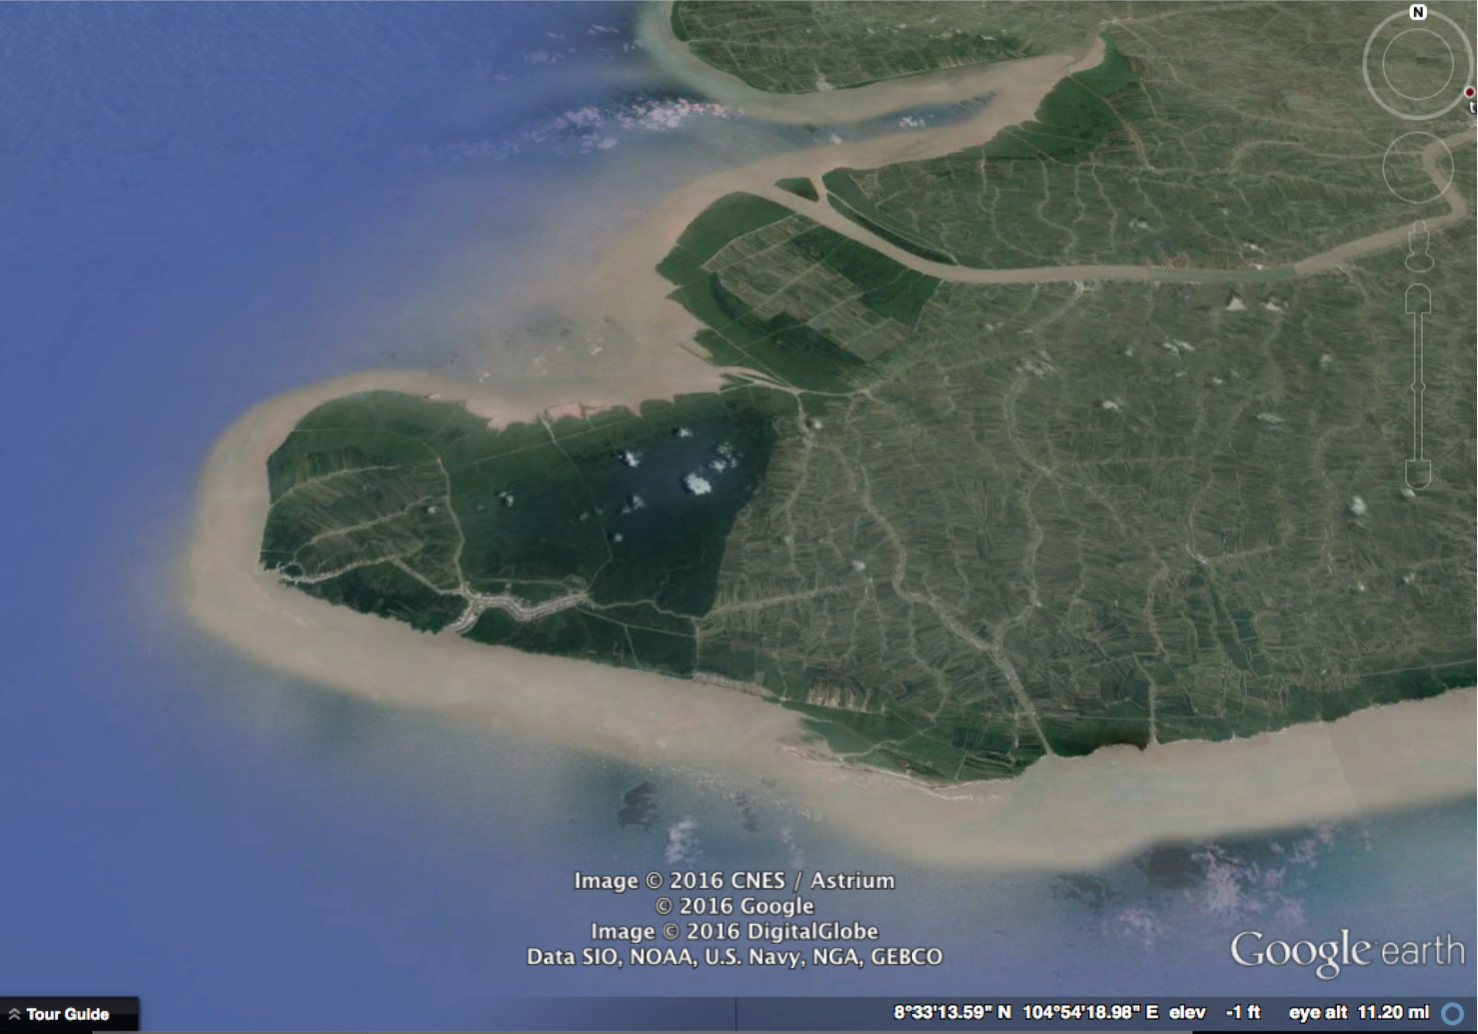 N
t
Image © 2016 CNES / Astrium
© 2016 Google
Image © 2016 DigitalGlobe
Data SIO, NOAA, U.S. Navy, NGA, GEBCO
Google earth
Tour Guide
8°33'13.59" N 104°54'18.98" E elev -1 ft eye alt 11.20 mi